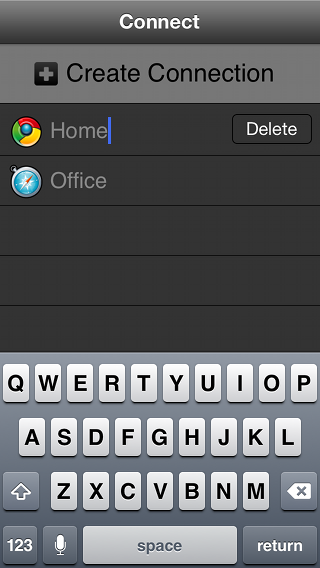 Connect
Create Connection
Home
Delete
Office
Q W E R T Y U I O P
A S D F G H J K L
Z X C V B N M
123 space return